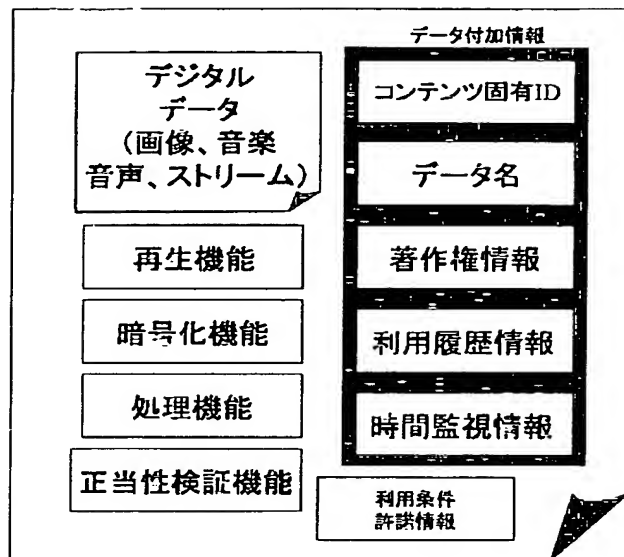 デジタル
データ
(画像、音楽
音声、ストリーム)
再生機能
暗号化機能
処理機能
正当性検証機能
データ付加情報
コンテンツ固有ID
データ名
著作権情報
利用履歴情報
時間監視情報
利用条件
許諾情報